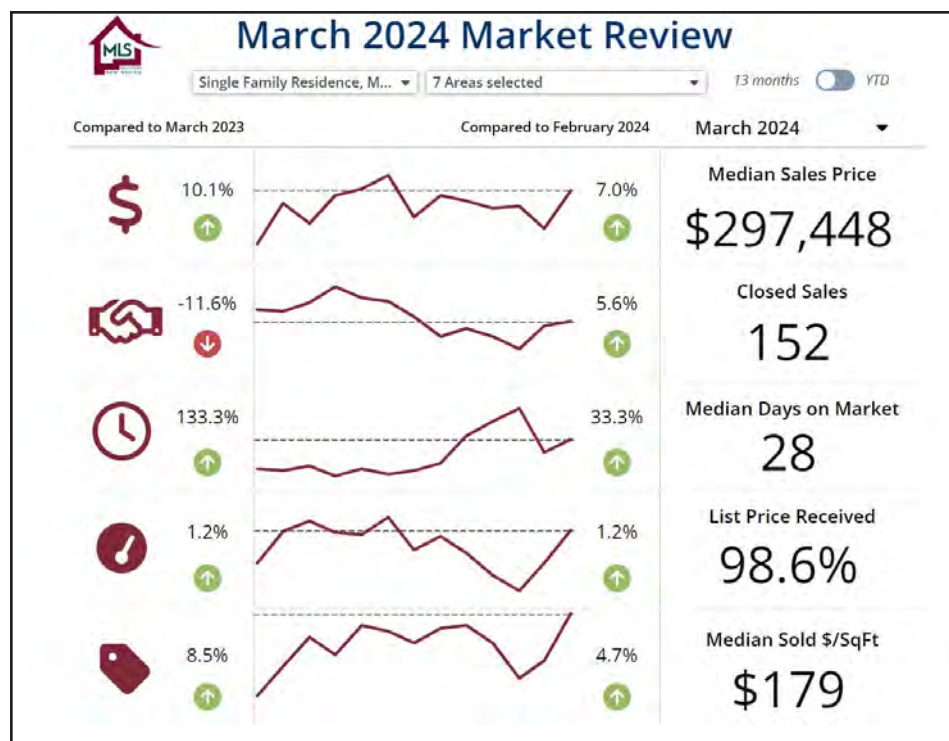 MLS
March 2024 Market Review
Single Family Residence, M...
7 Areas selected
13 months
YTD
Compared to March 2023
Compared to February 2024
March 2024
10.1%
7.0%
Median Sales Price
$297,448
-11.6%
5.6%
Closed Sales
152
133.3%
33.3%
Median Days on Market
28
1.2%
1.2%
List Price Received
98.6%
8.5%
4.7%
Median Sold $/SqFt
$179